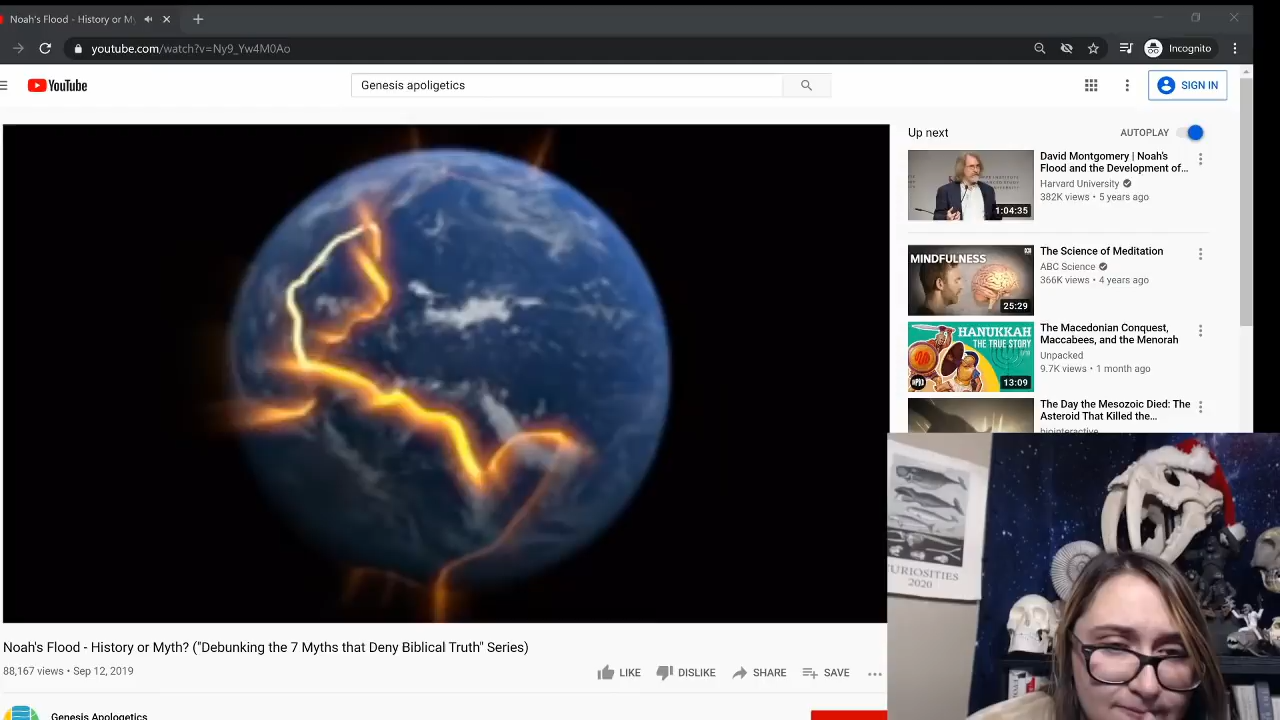 Noah's Flood - History or My
youtube.com/watch?v=Ny9_Yw4M0Ao
Incognito
YouTube
Genesis apoligetics
SIGN IN
Up next
AUTOPLAY
David Montgomery | Noah's
Flood and the Development of...
Harvard University
382K views • 5 years ago
1:04:35
MINDFULNESS
The Science of Meditation
ABC Science
366K views • 4 years ago
25:29
HANUKKAH
THE TRUE STORY
The Macedonian Conquest,
Maccabees, and the Menorah
Unpacked
9.7K views • 1 month ago
13:09
The Day the Mesozoic Died: The
Asteroid That Killed the...
biointeractive
Noah's Flood - History or Myth? ("Debunking the 7 Myths that Deny Biblical Truth" Series)
88,167 views • Sep 12, 2019
LIKE
DISLIKE
SHARE
SAVE
Genesis Apologetics
URIOSITIES
2020